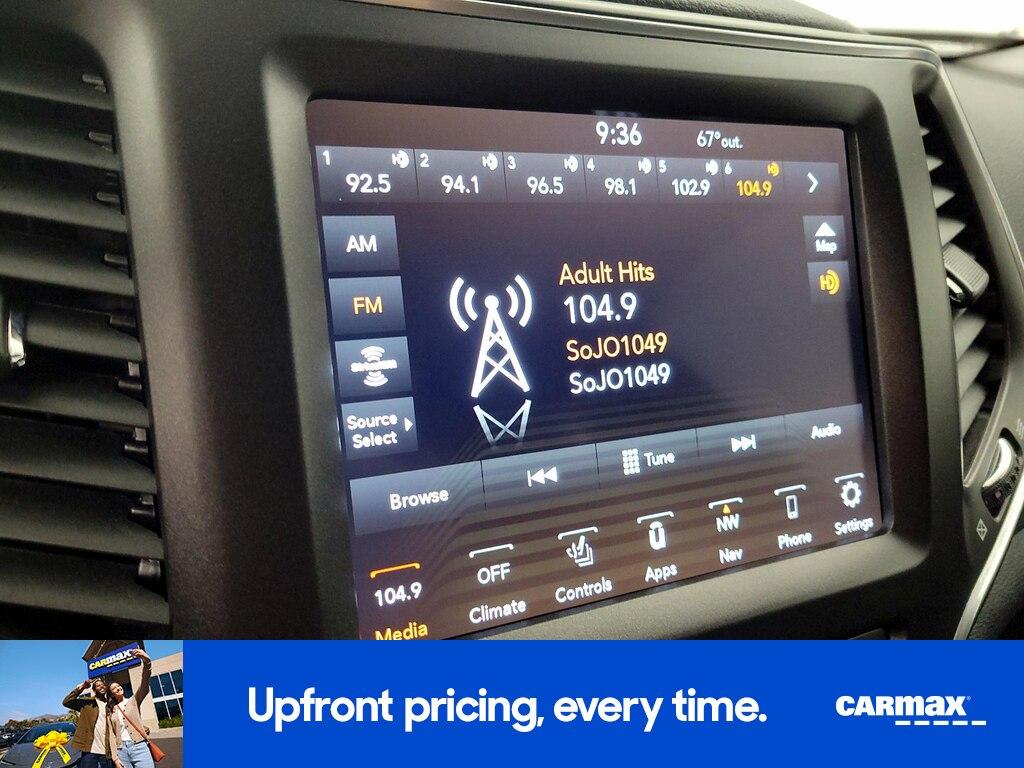 9:36 67°out.
1 2 3 4 5 6
92.5 94.1 96.5 98.1 102.9 104.9
AM
FM
SiriusXM
Source
Select
Map
Adult Hits
104.9
SoJO1049
SoJO1049
Browse Tune Audio
104.9 OFF NW
Media Climate Controls Apps Nav Phone Settings
CARMAX
Upfront pricing, every time. CARMAX